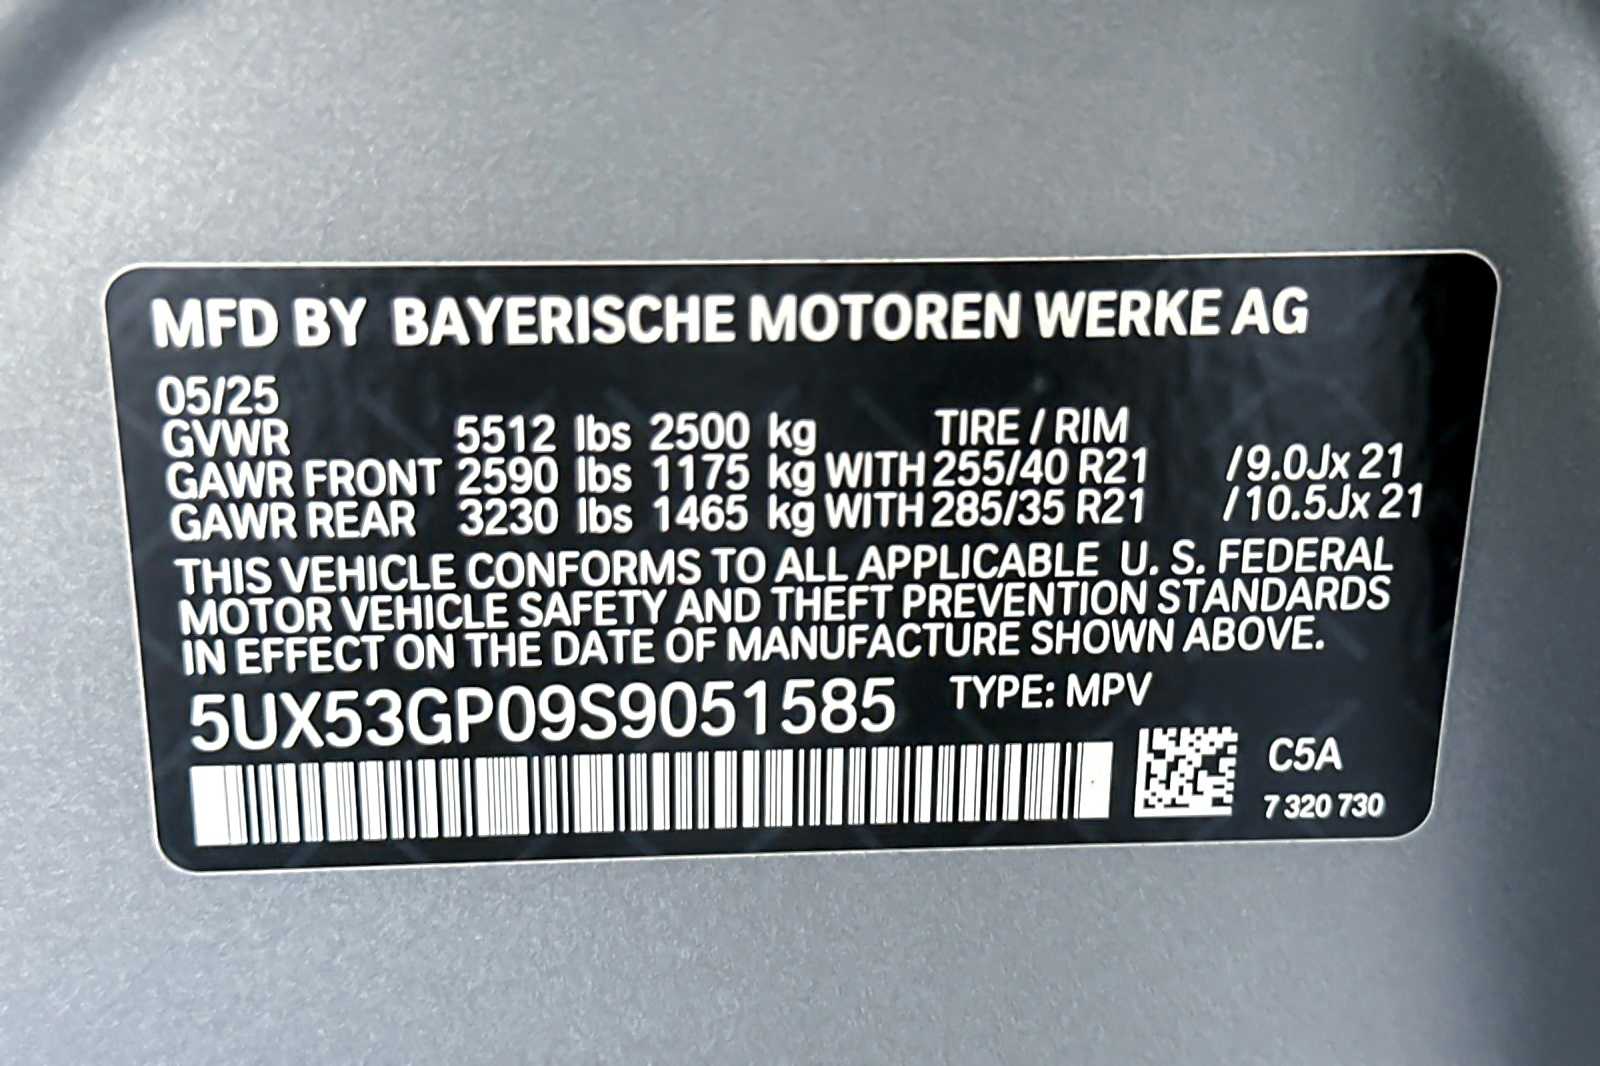 MFD BY BAYERISCHE MOTOREN WERKE AG
05/25
GVWR 5512 lbs 2500 kg TIRE / RIM
GAWR FRONT 2590 lbs 1175 kg WITH 255/40 R21 /9.0Jx 21
GAWR REAR 3230 lbs 1465 kg WITH 285/35 R21 /10.5Jx 21
THIS VEHICLE CONFORMS TO ALL APPLICABLE U. S. FEDERAL
MOTOR VEHICLE SAFETY AND THEFT PREVENTION STANDARDS
IN EFFECT ON THE DATE OF MANUFACTURE SHOWN ABOVE.
5UX53GP09S9051585 TYPE: MPV
C5A
7 320 730